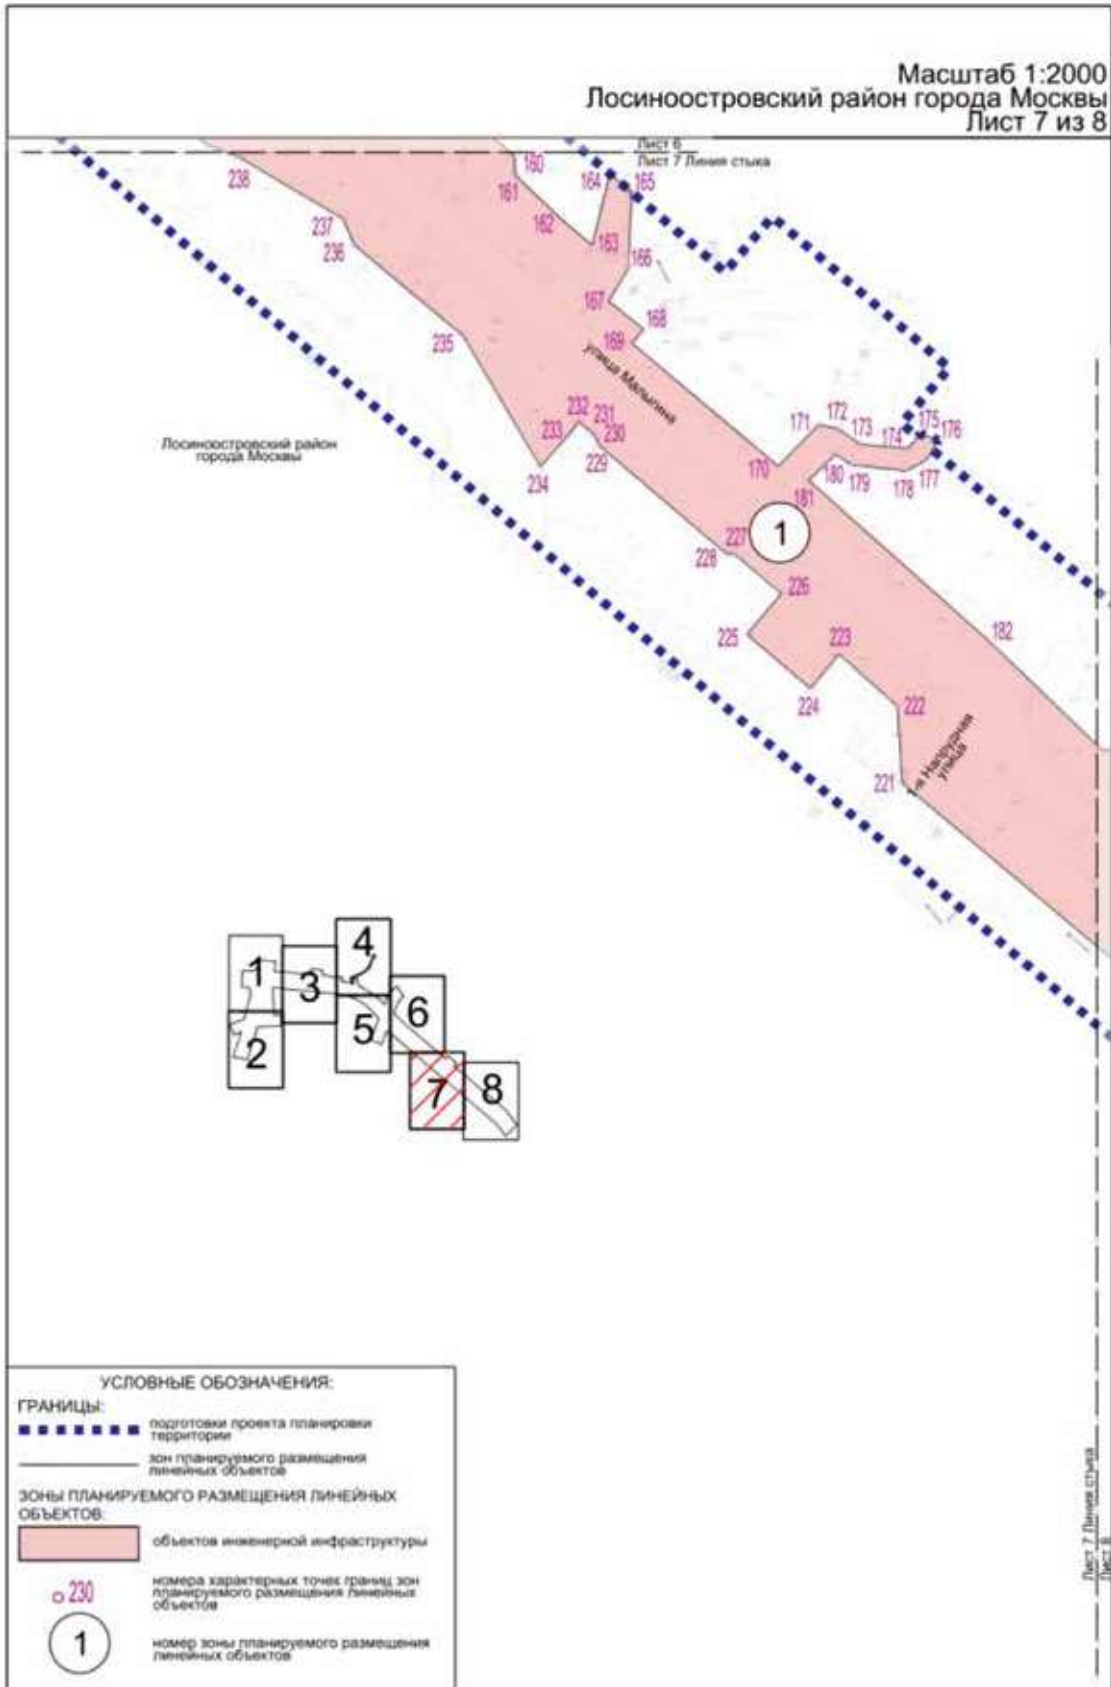 Масштаб 1:2000
Лосиноостровский район города Москвы
Лист 7 из 8
Лист 6
Лист 7 Линия стыка
238
160
161
164
165
162
237
236
163
166
167
168
235
169
улица Малыгина
232
231
233
230
171
172
173
175
176
174
Лосиноостровский район
города Москвы
229
234
170
180
179
178
177
181
227
1
228
226
225
223
182
224
222
221
1-я Напрудная
улица
4
1
3
6
5
2
7
8
УСЛОВНЫЕ ОБОЗНАЧЕНИЯ:
ГРАНИЦЫ:
подготовки проекта планировки
территории
зон планируемого размещения
линейных объектов
ЗОНЫ ПЛАНИРУЕМОГО РАЗМЕЩЕНИЯ ЛИНЕЙНЫХ
ОБЪЕКТОВ:
объектов инженерной инфраструктуры
230
номера характерных точек границ зон
планируемого размещения линейных
объектов
1
номер зоны планируемого размещения
линейных объектов
Лист 7 Линия стыка
Лист 8